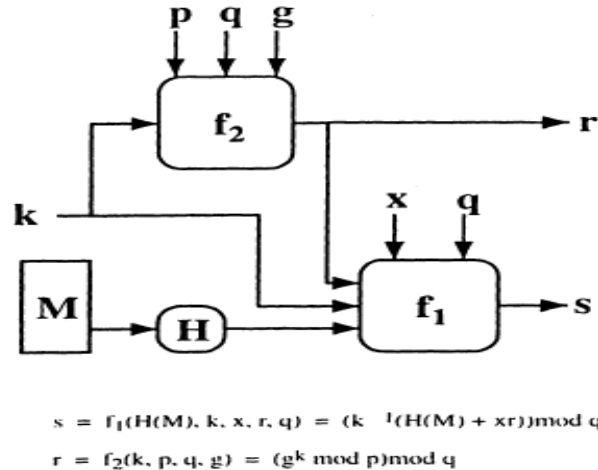 p q g
f2
r
k
x q
M
H
f1
s
s = f1(H(M), k, x, r, q) = (k ⁻¹(H(M) + xr))mod q
r = f2(k, p, q, g) = (gᵏ mod p)mod q